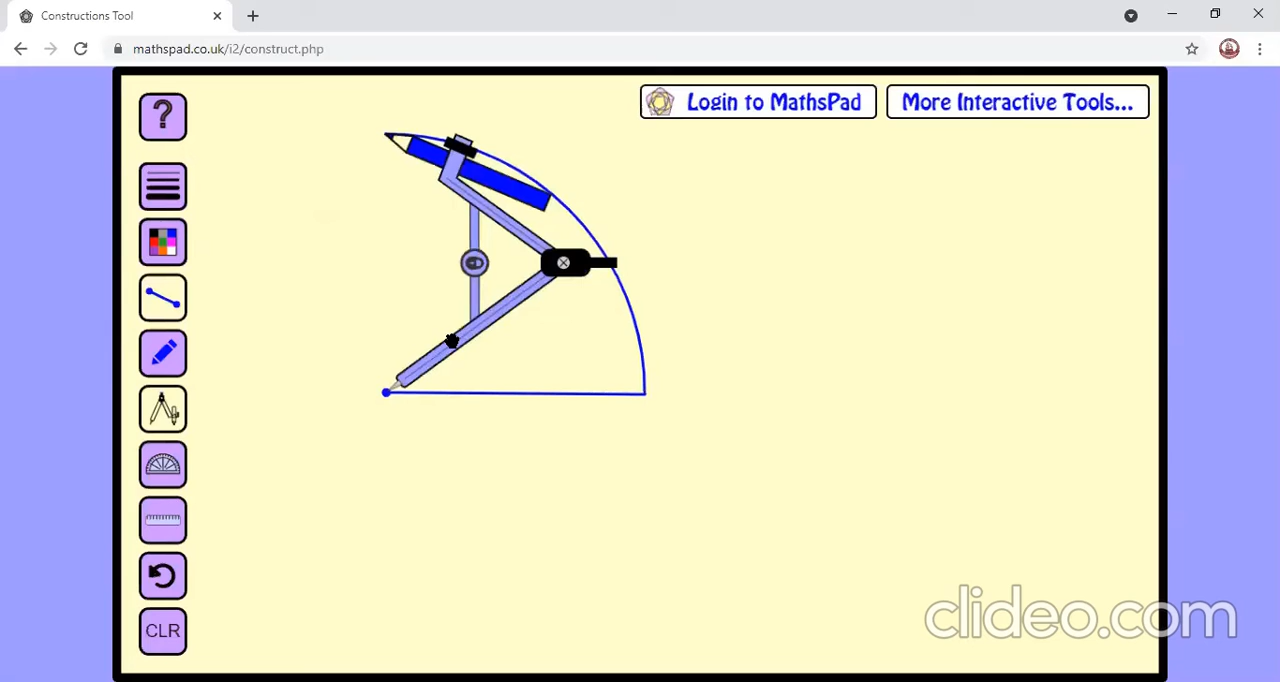 Constructions Tool
mathspad.co.uk/i2/construct.php
Login to MathsPad
More Interactive Tools...
?
CLR
clideo.com